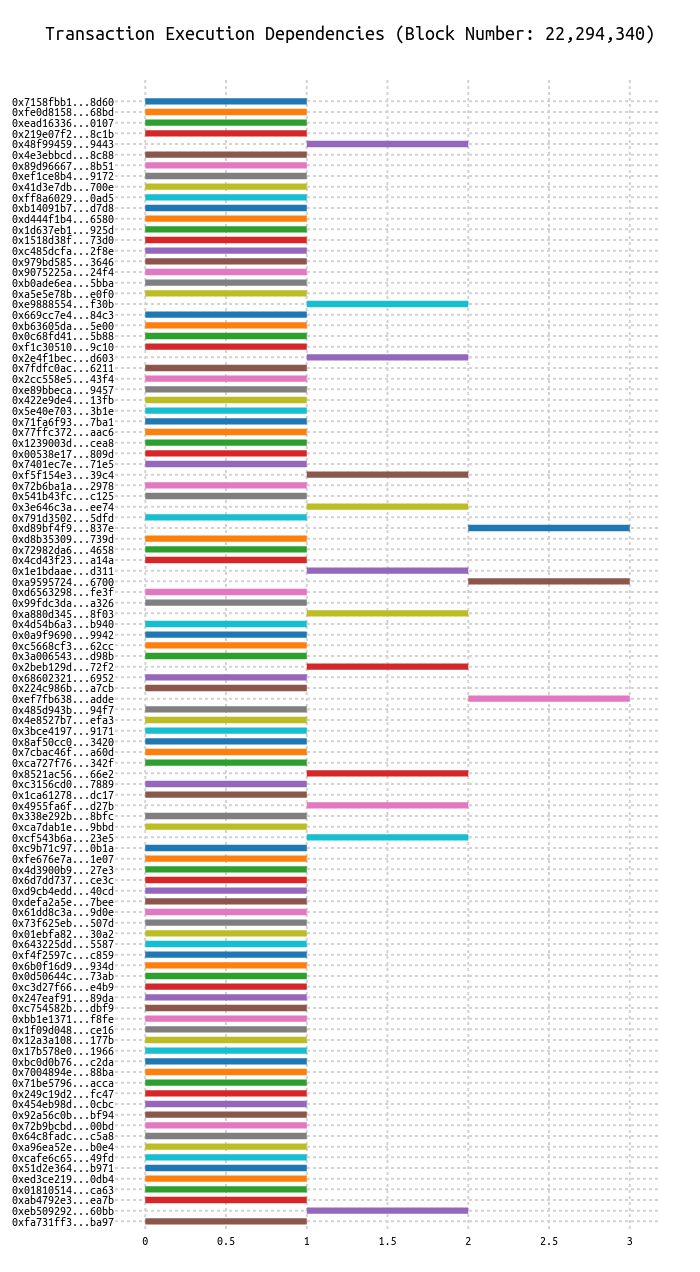 Transaction Execution Dependencies (Block Number: 22,294,340)
0x7158fbb1...8d60
0xfe0d8158...68bd
0xead16336...0107
0x219e07f2...8c1b
0x48f99459...9443
0x4e3ebbcd...8c88
0x89d96667...8b51
0xef1ce8b4...9172
0x41d3e7db...700e
0xff8a6029...0ad5
0xb14091b7...d7d8
0xd444f1b4...6580
0x1d637eb1...925d
0x1518d38f...73d0
0xc485dcfa...2f8e
0x979bd585...3646
0x9075225a...24f4
0xb0ade6ea...5bba
0xa5e5e78b...e0f0
0xe9888554...f30b
0x669cc7e4...84c3
0xb63605da...5e00
0x0c68fd41...5b88
0xf1c30510...9c10
0x2e4f1bec...d603
0x7fdfc0ac...6211
0x2cc558e5...43f4
0xe89bbeca...9457
0x422e9de4...13fb
0x5e40e703...3b1e
0x71fa6f93...7ba1
0x77ffc372...aac6
0x1239003d...cea8
0x00538e17...809d
0x7401ec7e...71e5
0xf5f154e3...39c4
0x72b6ba1a...2978
0x541b43fc...c125
0x3e646c3a...ee74
0x791d3502...5dfd
0xd89bf4f9...837e
0xd8b35309...739d
0x72982da6...4658
0x4cd43f23...a14a
0x1e1bdaae...d311
0xa9595724...6700
0xd6563298...fe3f
0x99fdc3da...a326
0xa880d345...8f03
0x4d54b6a3...b940
0x0a9f9690...9942
0xc5668cf3...62cc
0x3a006543...d98b
0x2beb129d...72f2
0x68602321...6952
0x224c986b...a7cb
0xef7fb638...adde
0x485d943b...94f7
0x4e8527b7...efa3
0x3bce4197...9171
0x8af50cc0...3420
0x7cbac46f...a60d
0xca727f76...342f
0x8521ac56...66e2
0xc3156cd0...7889
0x1ca61278...dc17
0x4955fa6f...d27b
0x338e292b...8bfc
0xca7dab1e...9bbd
0xcf543b6a...23e5
0xc9b71c97...0b1a
0xfe676e7a...1e07
0x4d3900b9...27e3
0x6d7dd737...ce3c
0xd9cb4edd...40cd
0xdefa2a5e...7bee
0x61dd8c3a...9d0e
0x73f625eb...507d
0x01ebfa82...30a2
0x643225dd...5587
0xf4f2597c...c859
0x6b0f16d9...934d
0x0d50644c...73ab
0xc3d27f66...e4b9
0x247eaf91...89da
0xc754582b...dbf9
0xbb1e1371...f8fe
0x1f09d048...ce16
0x12a3a108...177b
0x17b578e0...1966
0xbc0d0b76...c2da
0x7004894e...88ba
0x71be5796...acca
0x249c19d2...fc47
0x454eb98d...0cbc
0x92a56c0b...bf94
0x72b9bcbd...00bd
0x64c8fadc...c5a8
0xa96ea52e...b0e4
0xcafe6c65...49fd
0x51d2e364...b971
0xed3ce219...0db4
0x01810514...ca63
0xab4792e3...ea7b
0xeb509292...60bb
0xfa731ff3...ba97
0 0.5 1 1.5 2 2.5 3